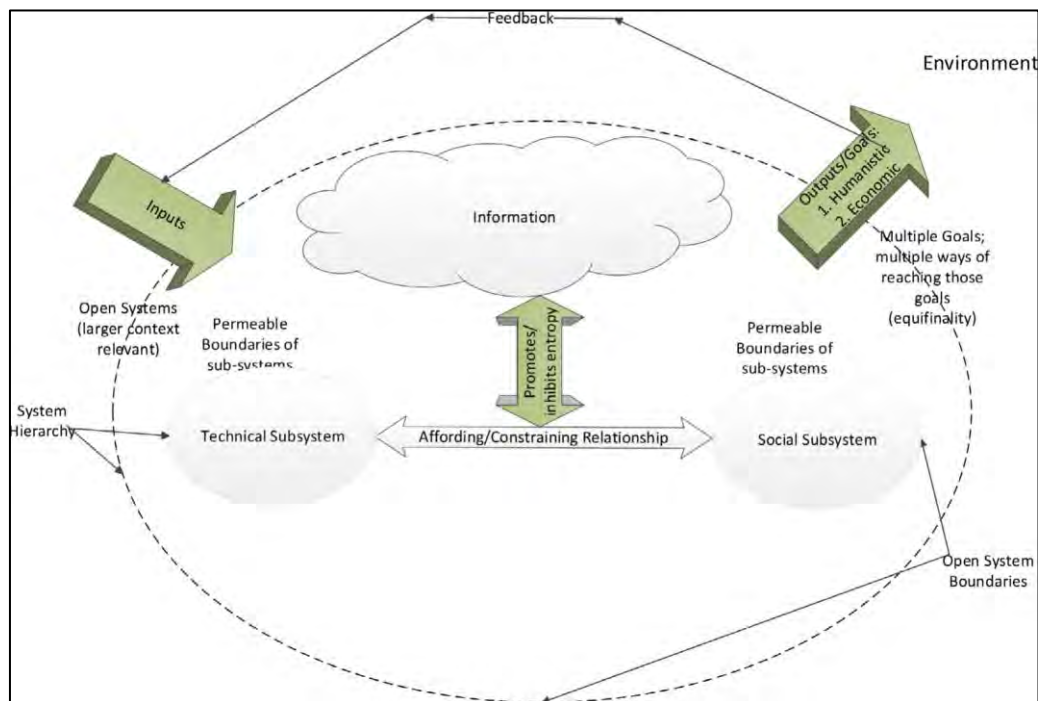 Feedback
Environment
Inputs
Outputs/Goals:
1. Humanistic
2. Economic
Information
Multiple Goals;
multiple ways of
reaching those
goals
(equifinality)
Open Systems
(larger context
relevant)
Permeable
Boundaries of
sub-systems
Promotes/
inhibits entropy
Permeable
Boundaries of
sub-systems
System
Hierarchy
Technical Subsystem
Affording/Constraining Relationship
Social Subsystem
Open System
Boundaries